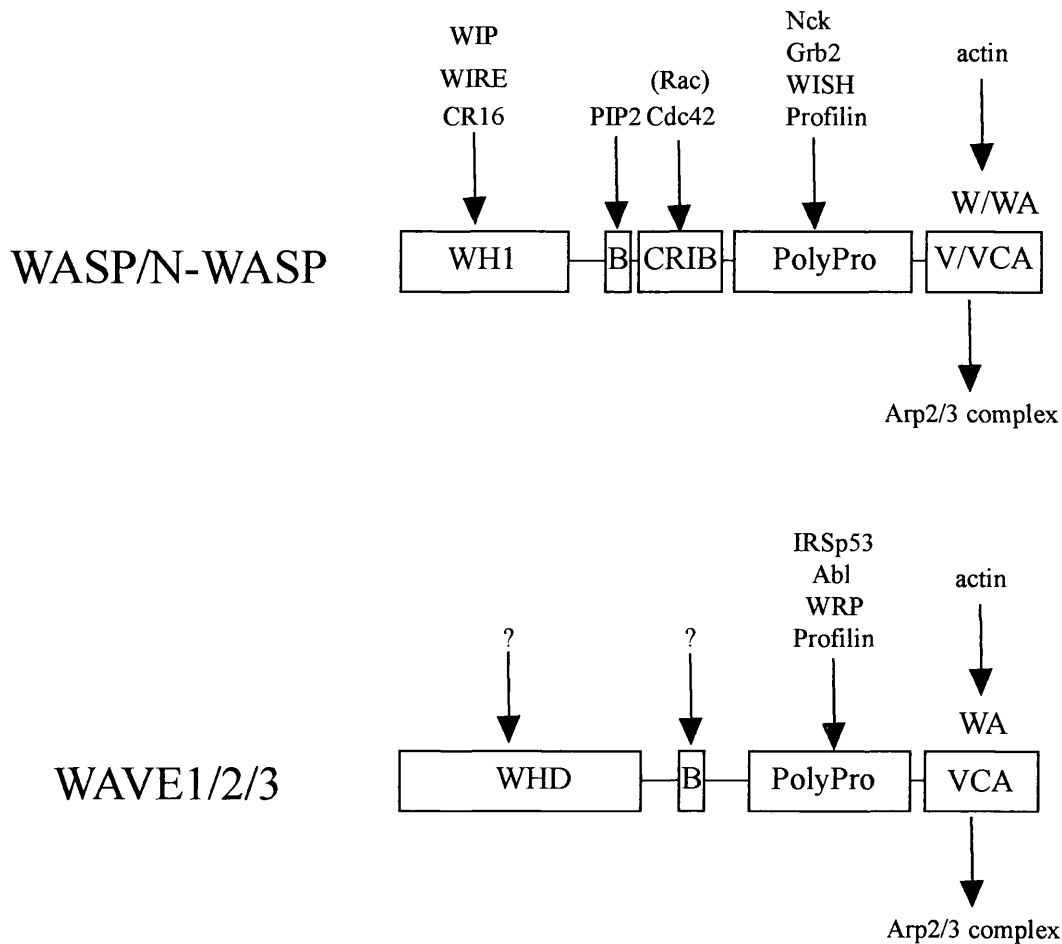 WIP
WIRE
CR16
PIP2
(Rac)
Cdc42
Nck
Grb2
WISH
Profilin
actin
W/WA
WASP/N-WASP
WH1
B
CRIB
PolyPro
V/VCA
Arp2/3 complex
?
?
IRSp53
Abl
WRP
Profilin
actin
WA
WAVE1/2/3
WHD
B
PolyPro
VCA
Arp2/3 complex